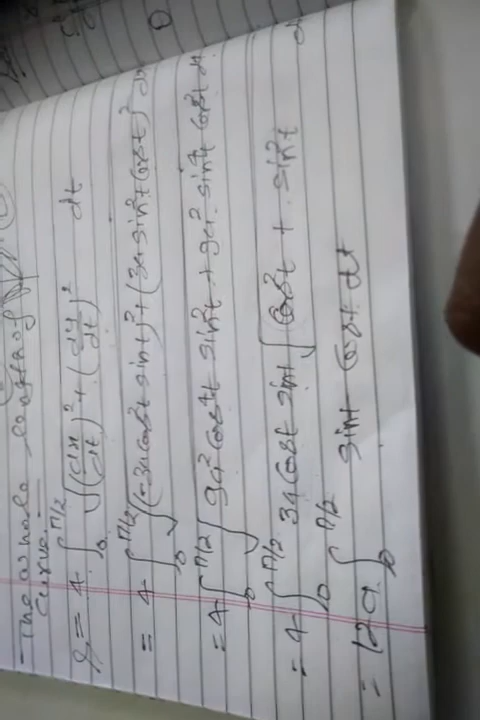 The whole length of
curve:
S = 4 ∫₀^{π/2} √((dx/dt)² + (dy/dt)²) dt
= 4 ∫₀^{π/2} √((-3a cos²t sint)² + (3a sin²t cost)²) dt
= 4 ∫₀^{π/2} √(9a² cos⁴t sin²t + 9a² sin⁴t cos²t dt
= 4 ∫₀^{π/2} 3a cost sint √(cos²t + sin²t
= 12a ∫₀^{π/2} sint cost dt